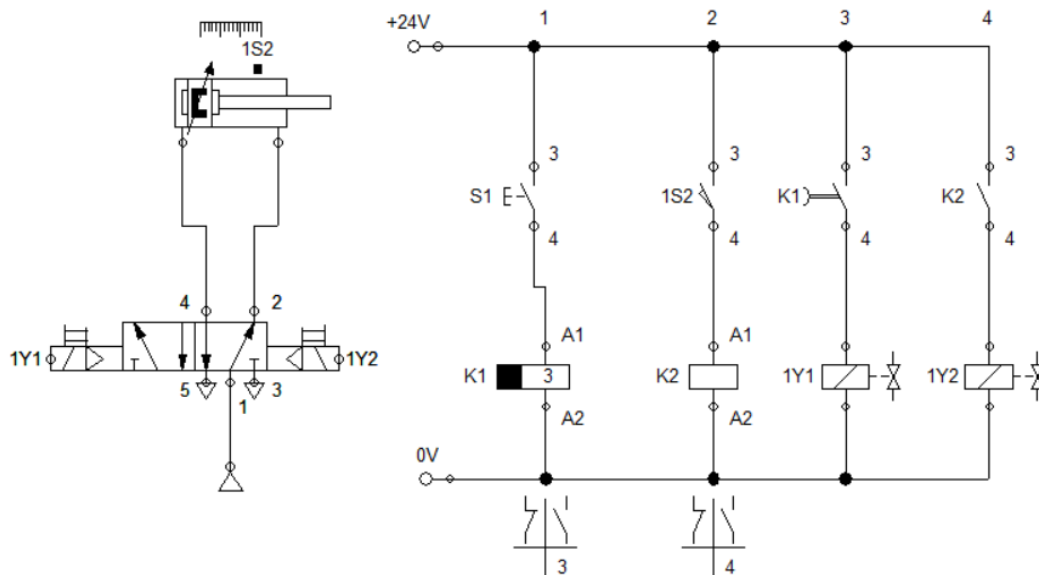 +24V 1 2 3 4
1S2
3 3 3 3
S1 1S2 K1 K2
4 4 4 4
4 2
1Y1 1Y2
5 1 3
A1 A1
K1 3 K2 1Y1 1Y2
A2 A2
0V
3 4